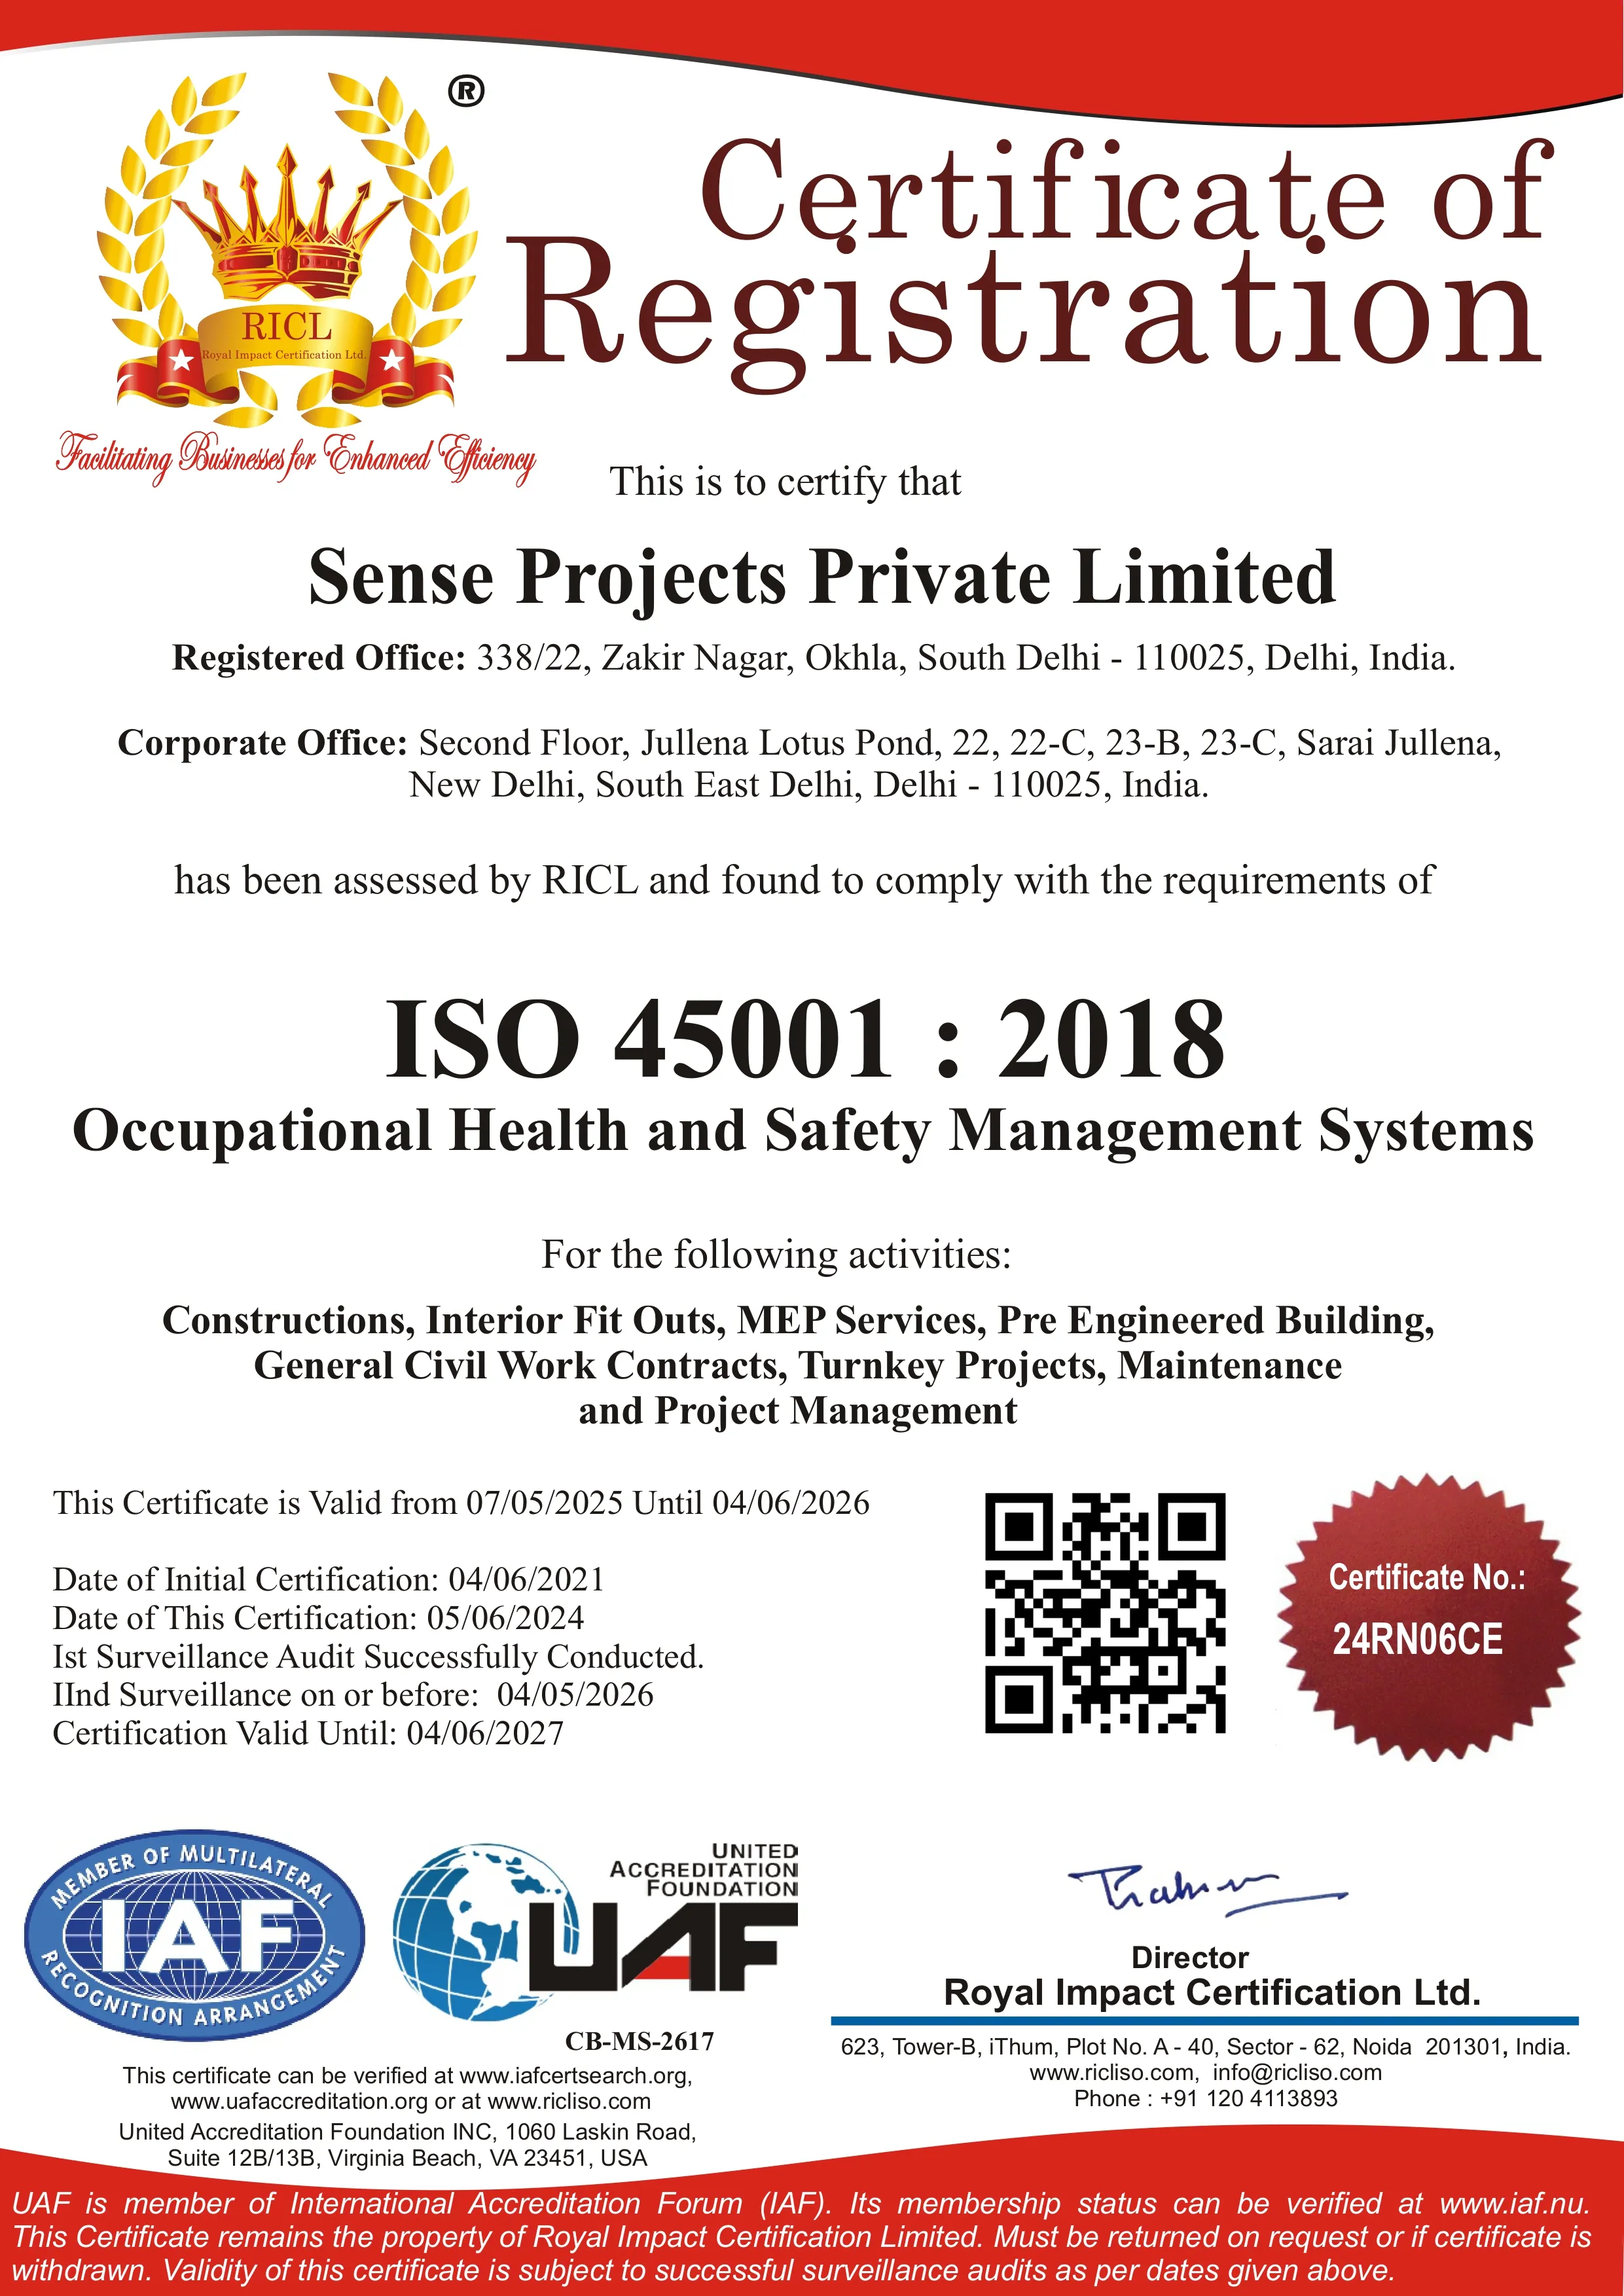 ®
Certificate of
Registration
RICL
Royal Impact Certification Ltd.
Facilitating Businesses for Enhanced Efficiency
This is to certify that
Sense Projects Private Limited
Registered Office: 338/22, Zakir Nagar, Okhla, South Delhi - 110025, Delhi, India.
Corporate Office: Second Floor, Jullena Lotus Pond, 22, 22-C, 23-B, 23-C, Sarai Jullena,
New Delhi, South East Delhi, Delhi - 110025, India.
has been assessed by RICL and found to comply with the requirements of
ISO 45001 : 2018
Occupational Health and Safety Management Systems
For the following activities:
Constructions, Interior Fit Outs, MEP Services, Pre Engineered Building,
General Civil Work Contracts, Turnkey Projects, Maintenance
and Project Management
This Certificate is Valid from 07/05/2025 Until 04/06/2026
Date of Initial Certification: 04/06/2021
Date of This Certification: 05/06/2024
Ist Surveillance Audit Successfully Conducted.
IInd Surveillance on or before: 04/05/2026
Certification Valid Until: 04/06/2027
Certificate No.:
24RN06CE
MEMBER OF MULTILATERAL
IAF
RECOGNITION ARRANGEMENT
UNITED
ACCREDITATION
FOUNDATION
UAF
CB-MS-2617
This certificate can be verified at www.iafcertsearch.org,
www.uafaccreditation.org or at www.ricliso.com
United Accreditation Foundation INC, 1060 Laskin Road,
Suite 12B/13B, Virginia Beach, VA 23451, USA
Director
Royal Impact Certification Ltd.
623, Tower-B, iThum, Plot No. A - 40, Sector - 62, Noida 201301, India.
www.ricliso.com, info@ricliso.com
Phone : +91 120 4113893
UAF is member of International Accreditation Forum (IAF). Its membership status can be verified at www.iaf.nu.
This Certificate remains the property of Royal Impact Certification Limited. Must be returned on request or if certificate is
withdrawn. Validity of this certificate is subject to successful surveillance audits as per dates given above.